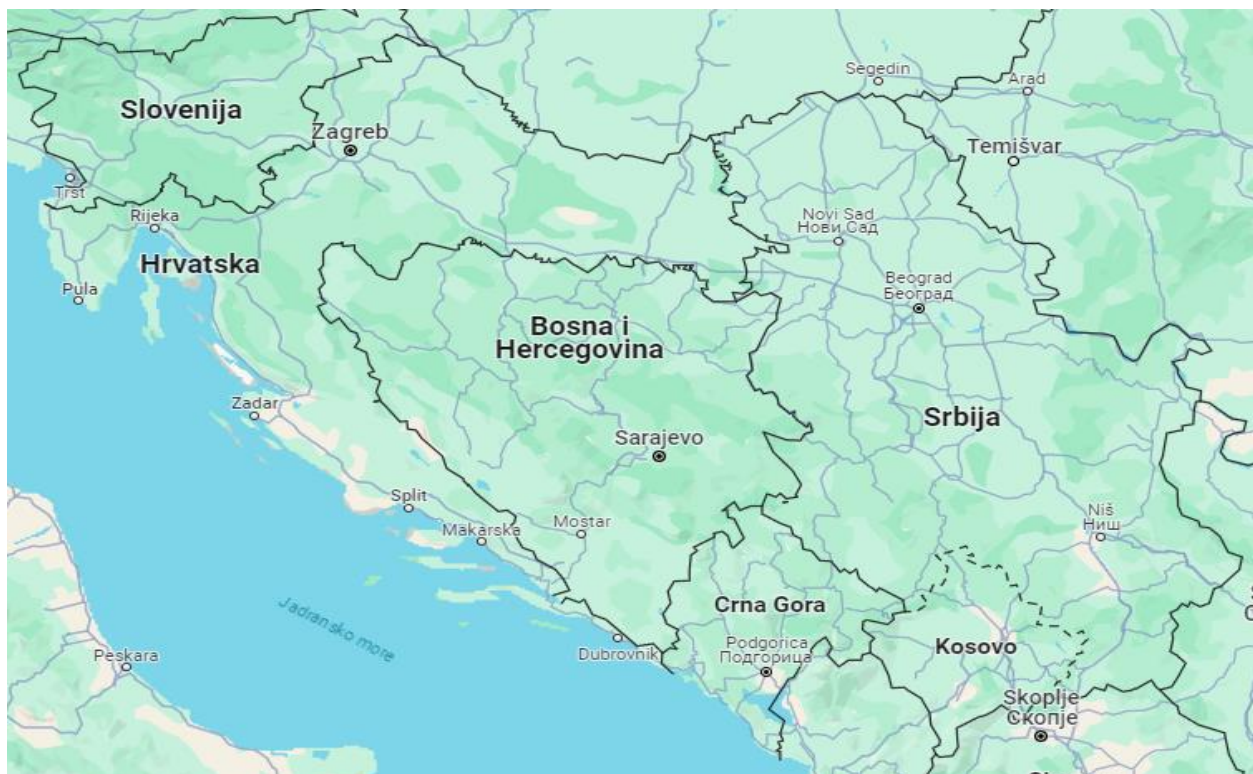 Segedin
Arad
Slovenija
Zagreb
Temišvar
Trst
Rijeka
Novi Sad
Нови Сад
Hrvatska
Pula
Beograd
Београд
Bosna i
Hercegovina
Zadar
Srbija
Sarajevo
Split
Makarska
Mostar
Niš
Ниш
Jadransko more
Crna Gora
Dubrovnik
Podgorica
Подгорица
Kosovo
Peskara
Skoplje
Скопје